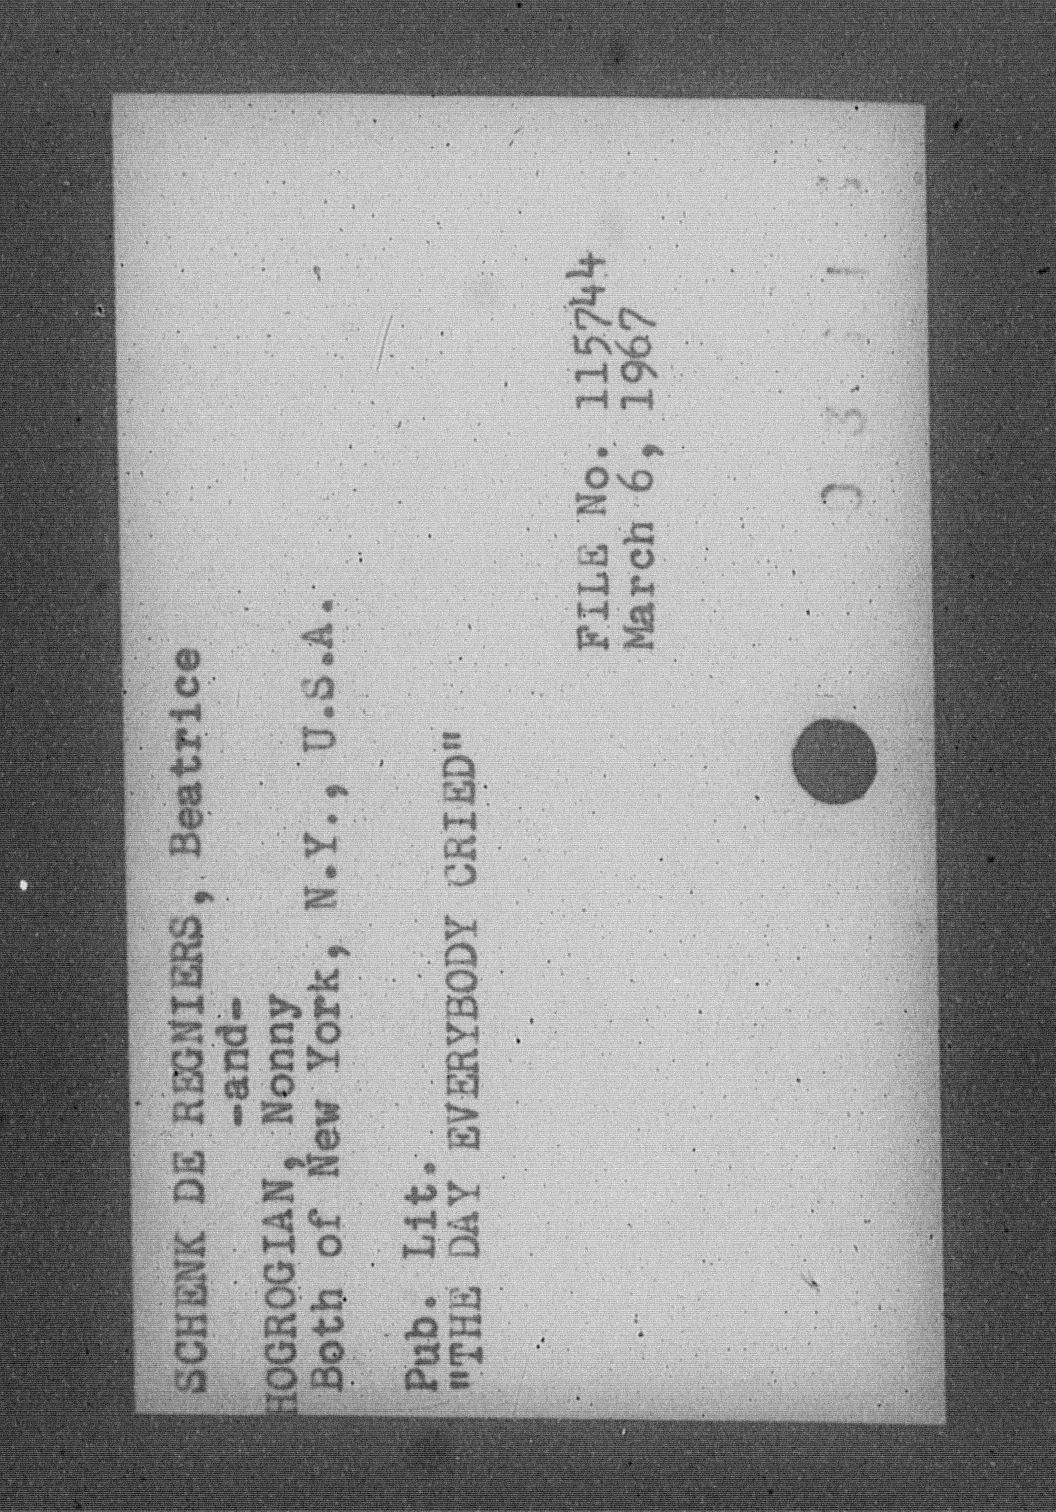 SCHENK DE REGNIERS, Beatrice
-and-
HOGROGIAN, Nonny
Both of New York, N.Y., U.S.A.
Pub. Lit.
"THE DAY EVERYBODY CRIED"
FILE No. 115744
March 6, 1967